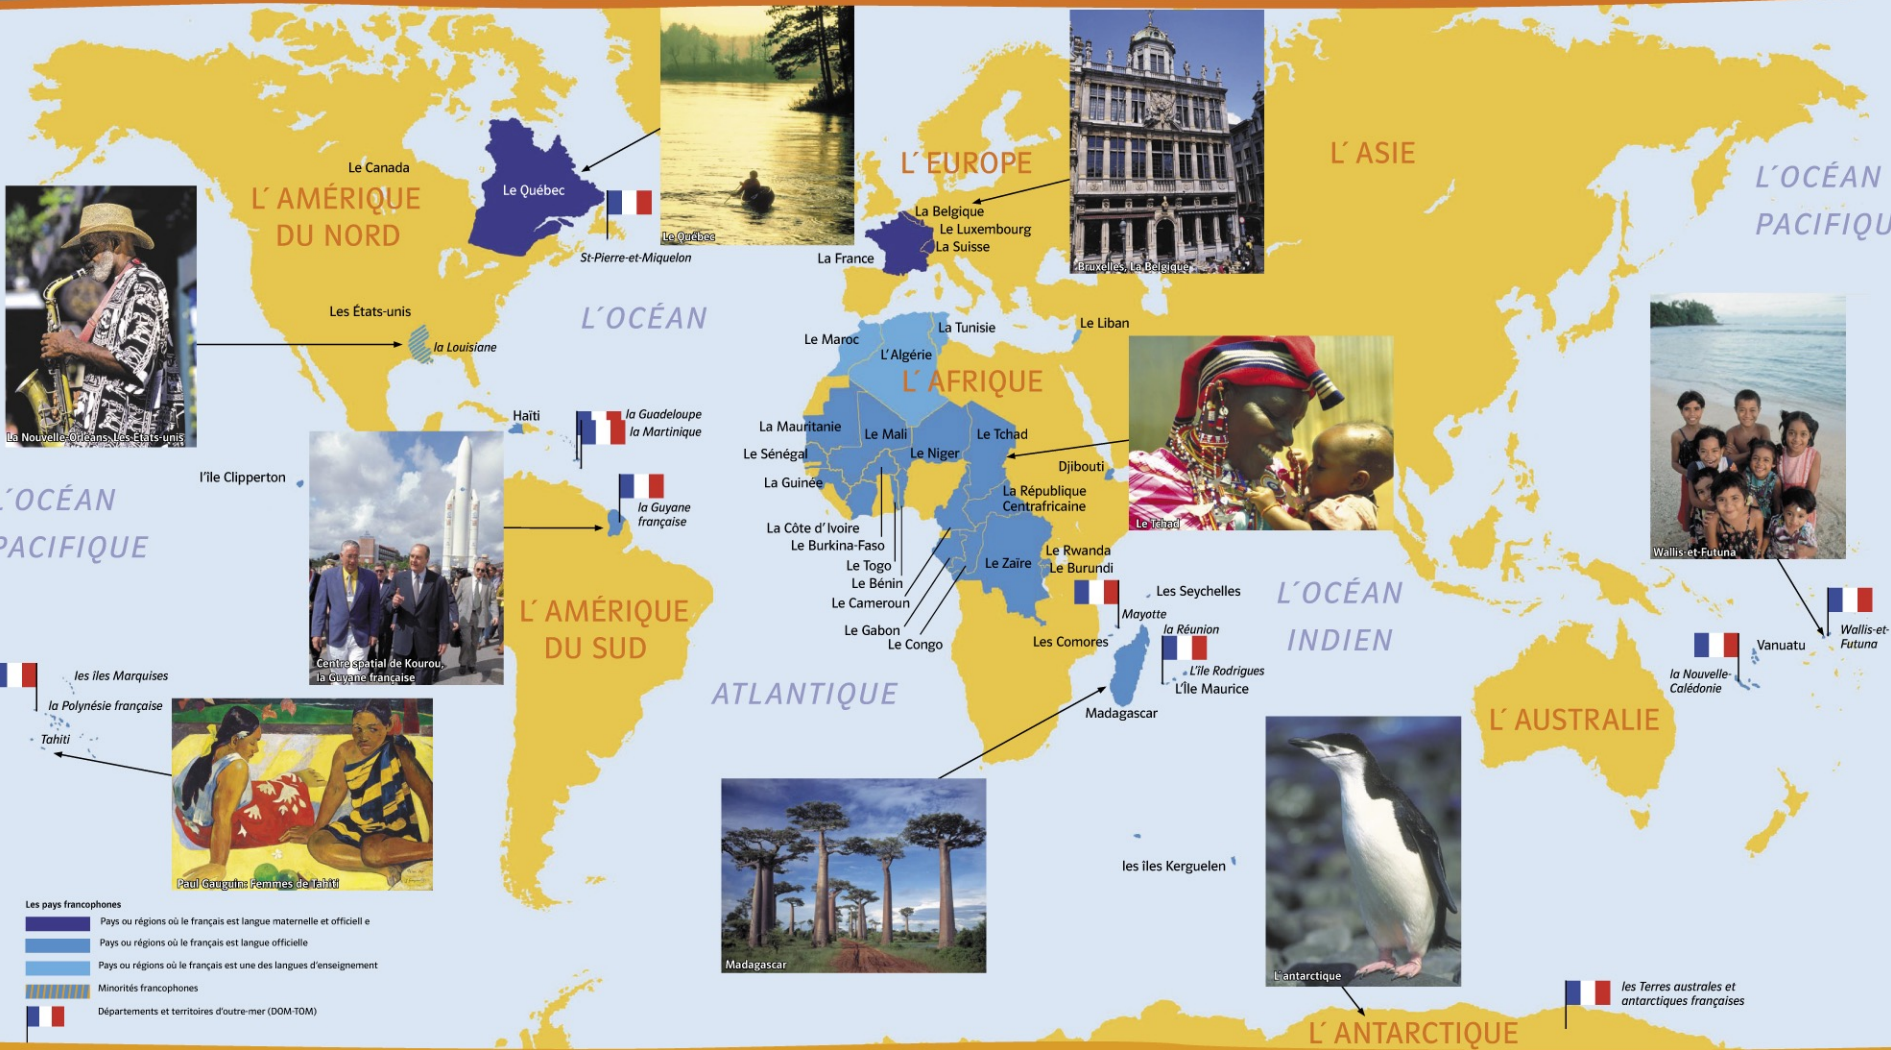 L´ AMÉRIQUE
DU NORD
Le Canada
Le Québec
St-Pierre-et-Miquelon
Le Québec
Les États-unis
la Louisiane
La Nouvelle-Orléans, Les États-unis
L´OCÉAN
ATLANTIQUE
L´OCÉAN
PACIFIQUE
l'île Clipperton
Haïti
la Guadeloupe
la Martinique
la Guyane
française
Centre spatial de Kourou,
la Guyane française
L´ AMÉRIQUE
DU SUD
les îles Marquises
la Polynésie française
Tahiti
Paul Gauguin: Femmes de Tahiti
L´ EUROPE
La Belgique
Le Luxembourg
La Suisse
La France
Bruxelles, La Belgique
L´ ASIE
L´OCÉAN
PACIFIQU
Le Maroc
L'Algérie
La Tunisie
Le Liban
L´ AFRIQUE
La Mauritanie
Le Mali
Le Niger
Le Tchad
Le Sénégal
La Guinée
Djibouti
La République
Centrafricaine
Le Tchad
La Côte d'Ivoire
Le Burkina-Faso
Le Togo
Le Bénin
Le Cameroun
Le Gabon
Le Congo
Le Zaïre
Le Rwanda
Le Burundi
Les Seychelles
Mayotte
la Réunion
Les Comores
L'île Rodrigues
L'Île Maurice
Madagascar
Madagascar
L´OCÉAN
INDIEN
Wallis-et-Futuna
Wallis-et-
Futuna
Vanuatu
la Nouvelle-
Calédonie
L´ AUSTRALIE
les îles Kerguelen
L'antarctique
L´ ANTARCTIQUE
les Terres australes et
antarctiques françaises
Les pays francophones
Pays ou régions où le français est langue maternelle et officiell e
Pays ou régions où le français est langue officielle
Pays ou régions où le français est une des langues d'enseignement
Minorités francophones
Départements et territoires d'outre-mer (DOM-TOM)